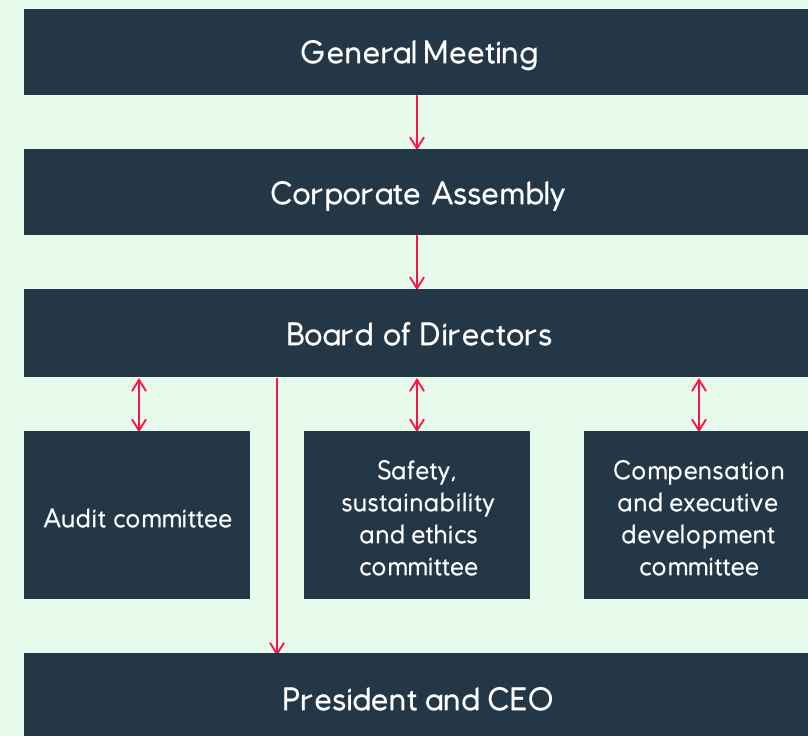 General Meeting
Corporate Assembly
Board of Directors
Audit committee
Safety,
sustainability
and ethics
committee
Compensation
and executive
development
committee
President and CEO